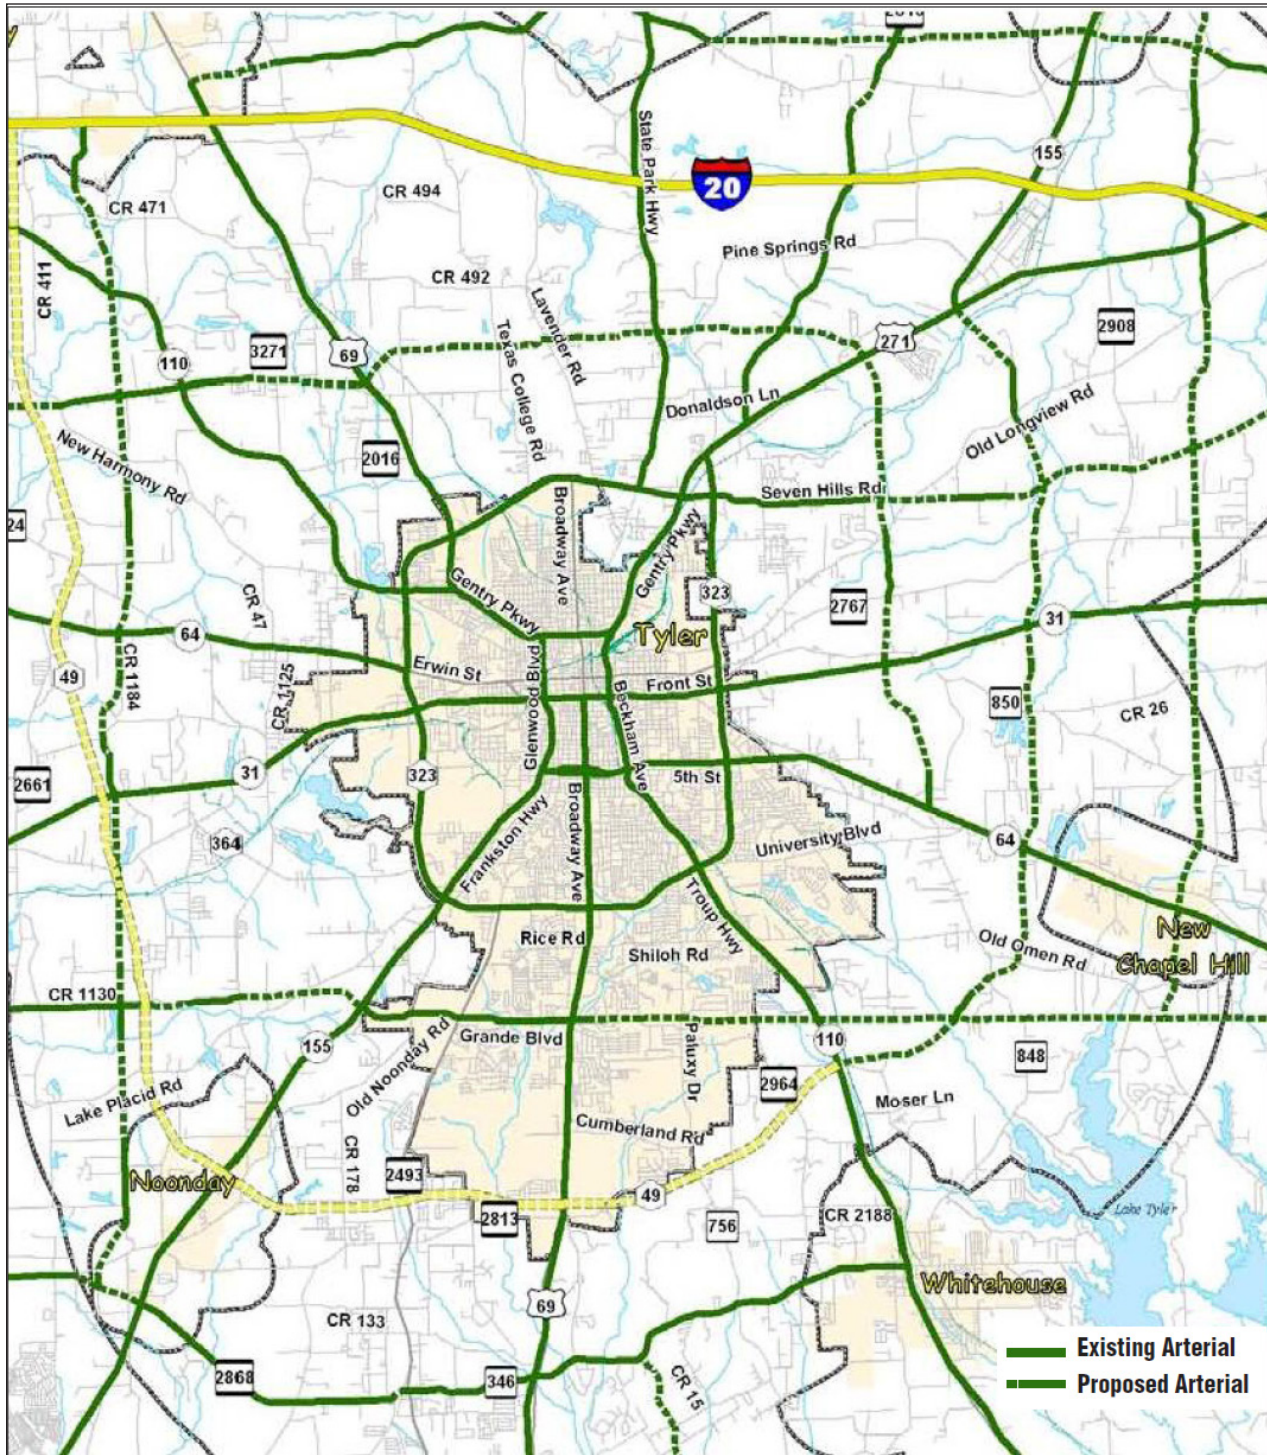 155
20
State Park Hwy
CR 494
CR 471
Pine Springs Rd
CR 492
CR 411
Lavender Rd
Texas College Rd
2908
271
3271
69
110
Donaldson Ln
Old Longview Rd
New Harmony Rd
2016
Seven Hills Rd
Broadway Ave
24
Gentry Pkwy
Gentry Pkwy
323
2767
CR 47
31
64
Tyler
Erwin St
Glenwood Blvd
Front St
49
CR 1184
CR 1125
Beckham Ave
850
CR 26
2661
31
323
5th St
Broadway Ave
Frankston Hwy
University Blvd
64
364
Troup Hwy
Rice Rd
Shiloh Rd
Old Omen Rd
New
Chapel Hill
CR 1130
155
Old Noonday Rd
Grande Blvd
Paluxy Dr
110
848
2964
Lake Placid Rd
Moser Ln
Cumberland Rd
CR 178
2493
Noonday
49
2813
756
CR 2188
Lake Tyler
Whitehouse
69
CR 133
2868
346
CR 15
Existing Arterial
Proposed Arterial